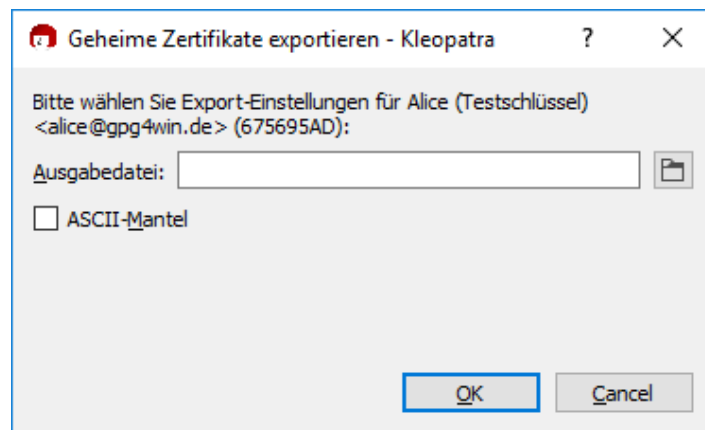 Geheime Zertifikate exportieren - Kleopatra ?
Bitte wählen Sie Export-Einstellungen für Alice (Testschlüssel)
<alice@gpg4win.de> (675695AD):
Ausgabedatei:
ASCII-Mantel
OK Cancel